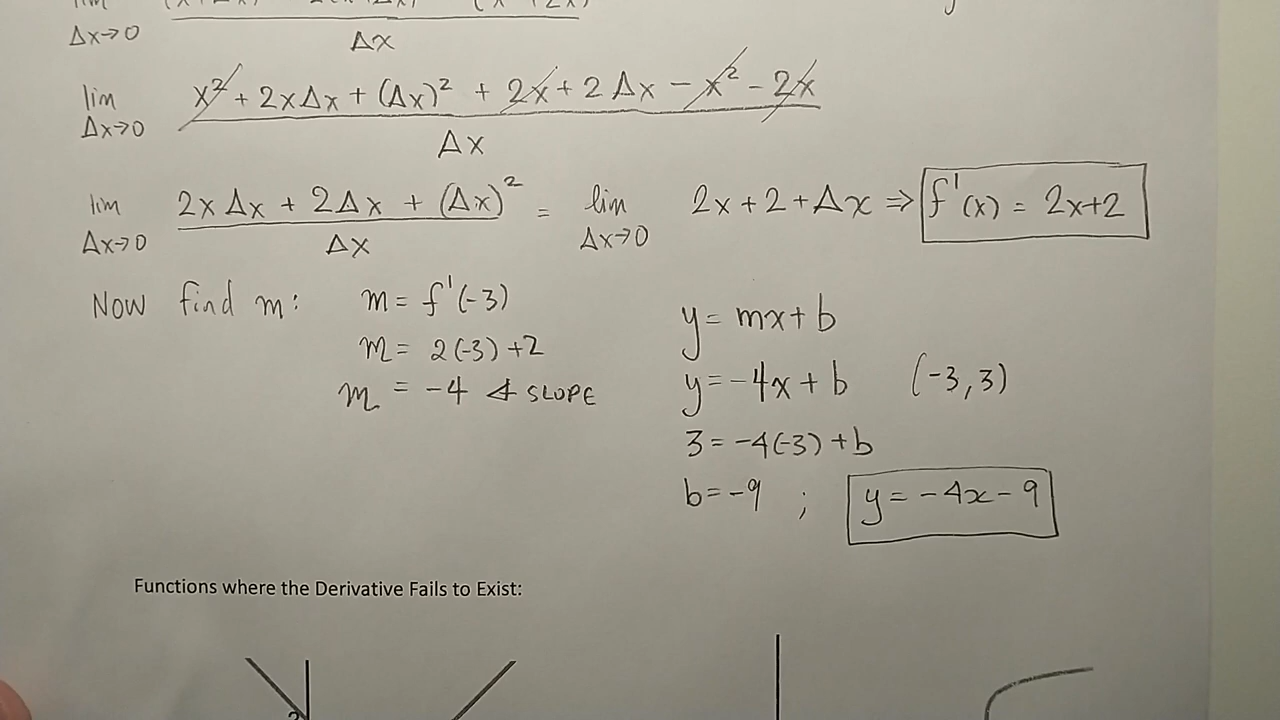 Δx→0
Δx
lim x² + 2xΔx + (Δx)² + 2x + 2Δx − x² − 2x
Δx→0 Δx
lim 2xΔx + 2Δx + (Δx)² = lim 2x+2+Δx ⇒ f'(x) = 2x+2
Δx→0 Δx Δx→0
Now find m: m = f'(-3)
m = 2(-3)+2
m = -4 SLOPE
y = mx+b
y = -4x+b (-3,3)
3 = -4(-3)+b
b = -9 ; y = -4x-9
Functions where the Derivative Fails to Exist: